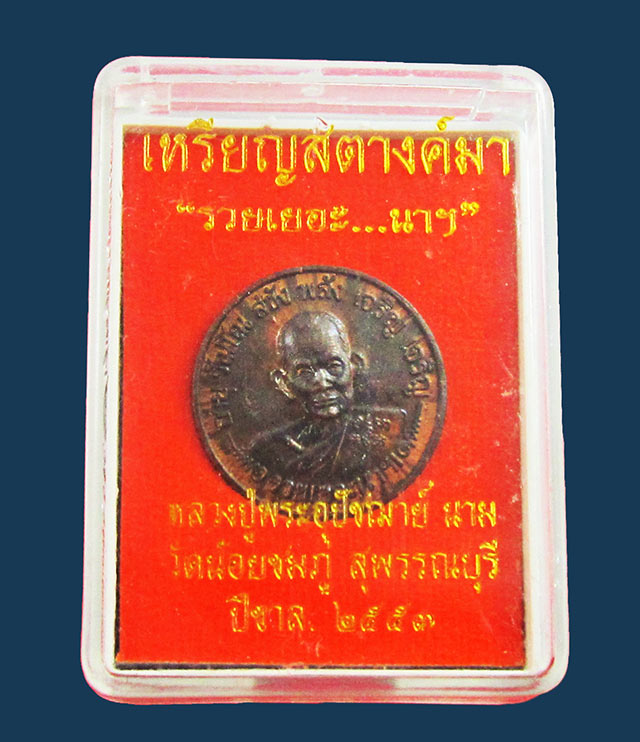 เหรียญสตางค์มา
“รวยเยอะ...นาฯ”
หลวงปู่พระอุปัชฌาย์ นาม
วัดน้อยชมภู่ สุพรรณบุรี
ปีขาล. ๒๕๕๓